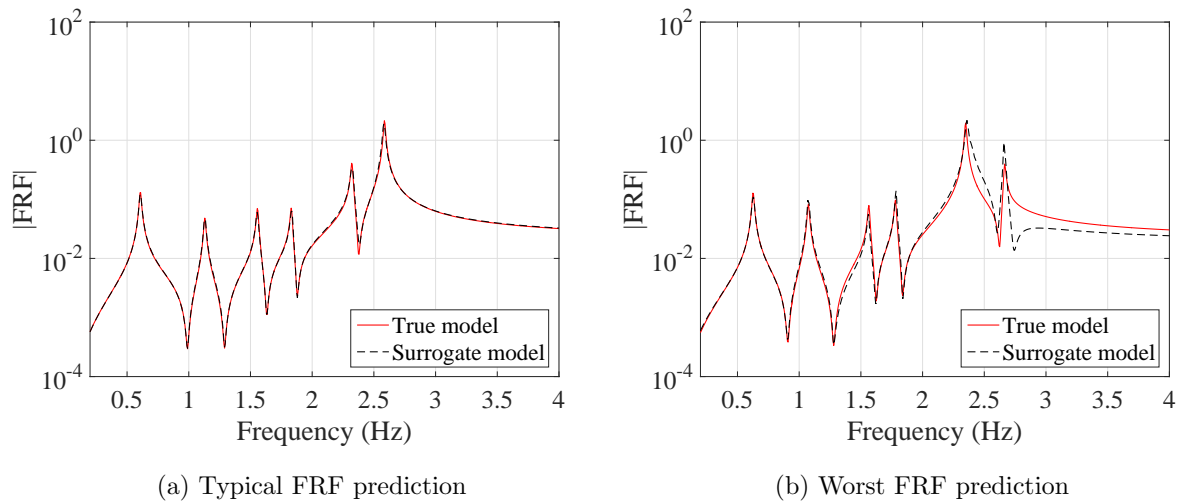 10^2
10^0
10^-2
10^-4
|FRF|
0.5 1 1.5 2 2.5 3 3.5 4
Frequency (Hz)
True model
Surrogate model
(a) Typical FRF prediction
10^2
10^0
10^-2
10^-4
|FRF|
0.5 1 1.5 2 2.5 3 3.5 4
Frequency (Hz)
True model
Surrogate model
(b) Worst FRF prediction